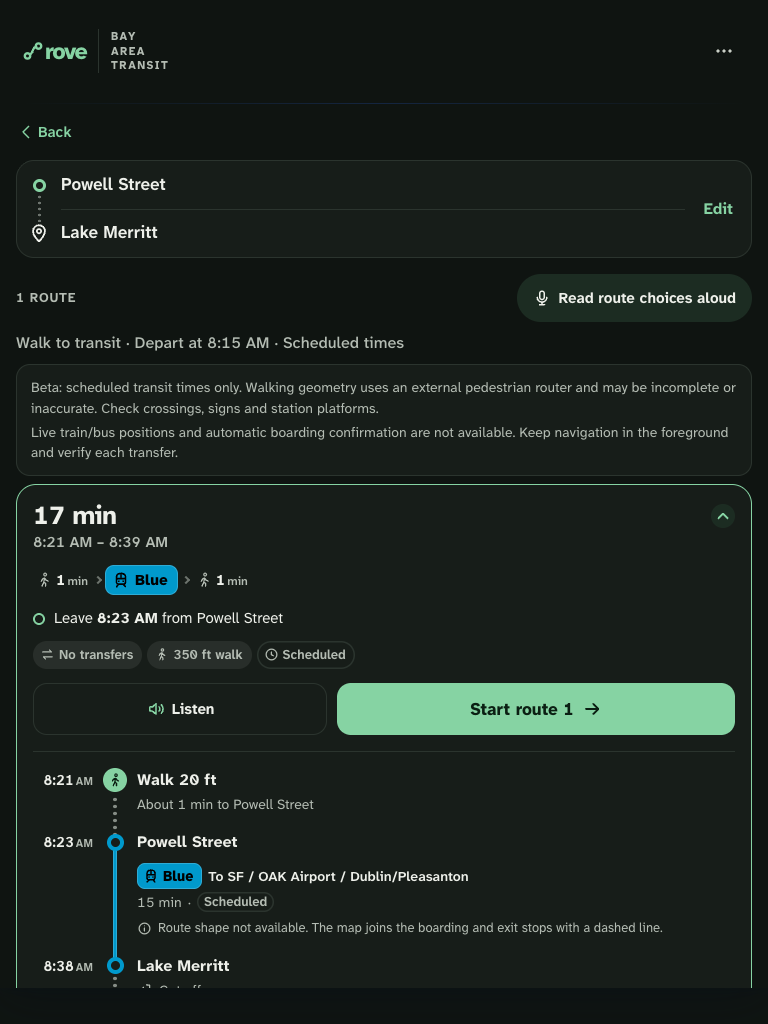 rove
BAY
AREA
TRANSIT
Back
Powell Street
Edit
Lake Merritt
1 ROUTE
Read route choices aloud
Walk to transit · Depart at 8:15 AM · Scheduled times
Beta: scheduled transit times only. Walking geometry uses an external pedestrian router and may be incomplete or
inaccurate. Check crossings, signs and station platforms.
Live train/bus positions and automatic boarding confirmation are not available. Keep navigation in the foreground
and verify each transfer.
17 min
8:21 AM – 8:39 AM
1 min Blue 1 min
Leave 8:23 AM from Powell Street
No transfers 350 ft walk Scheduled
Listen Start route 1 →
8:21 AM Walk 20 ft
About 1 min to Powell Street
8:23 AM Powell Street
Blue To SF / OAK Airport / Dublin/Pleasanton
15 min · Scheduled
Route shape not available. The map joins the boarding and exit stops with a dashed line.
8:38 AM Lake Merritt